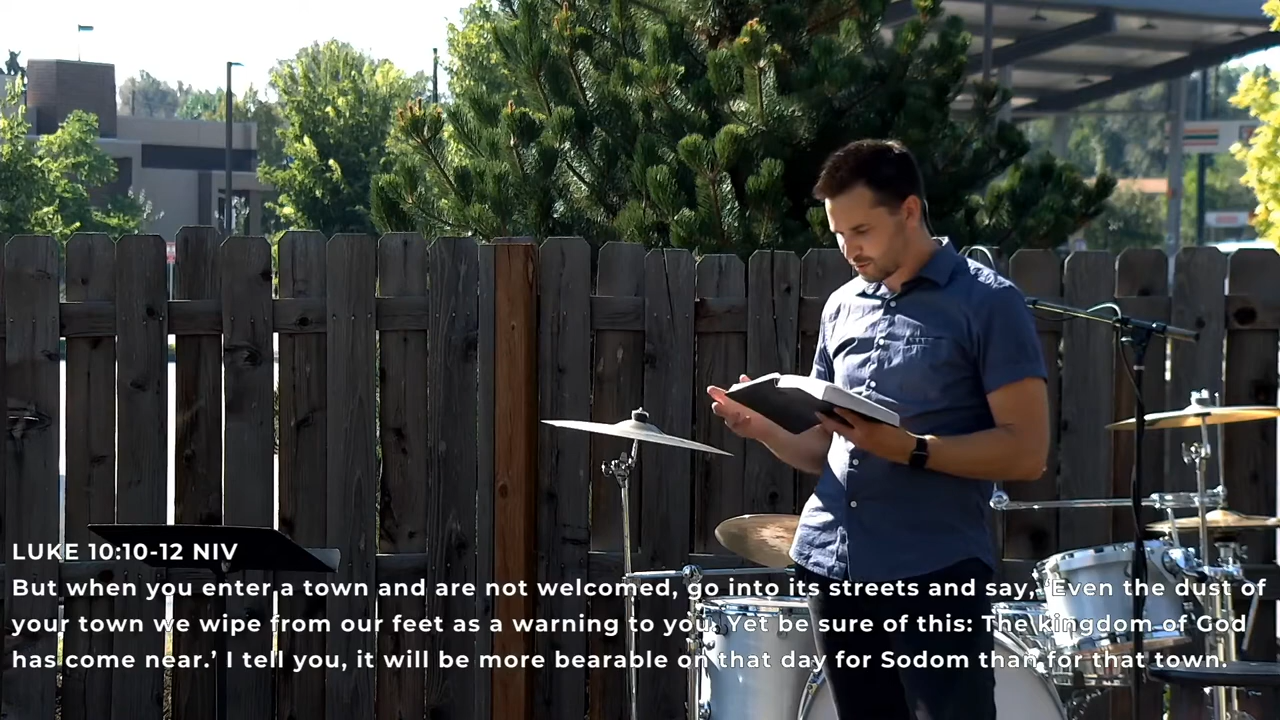 LUKE 10:10-12 NIV
But when you enter a town and are not welcomed, go into its streets and say, ‘Even the dust of
your town we wipe from our feet as a warning to you. Yet be sure of this: The kingdom of God
has come near.’ I tell you, it will be more bearable on that day for Sodom than for that town.